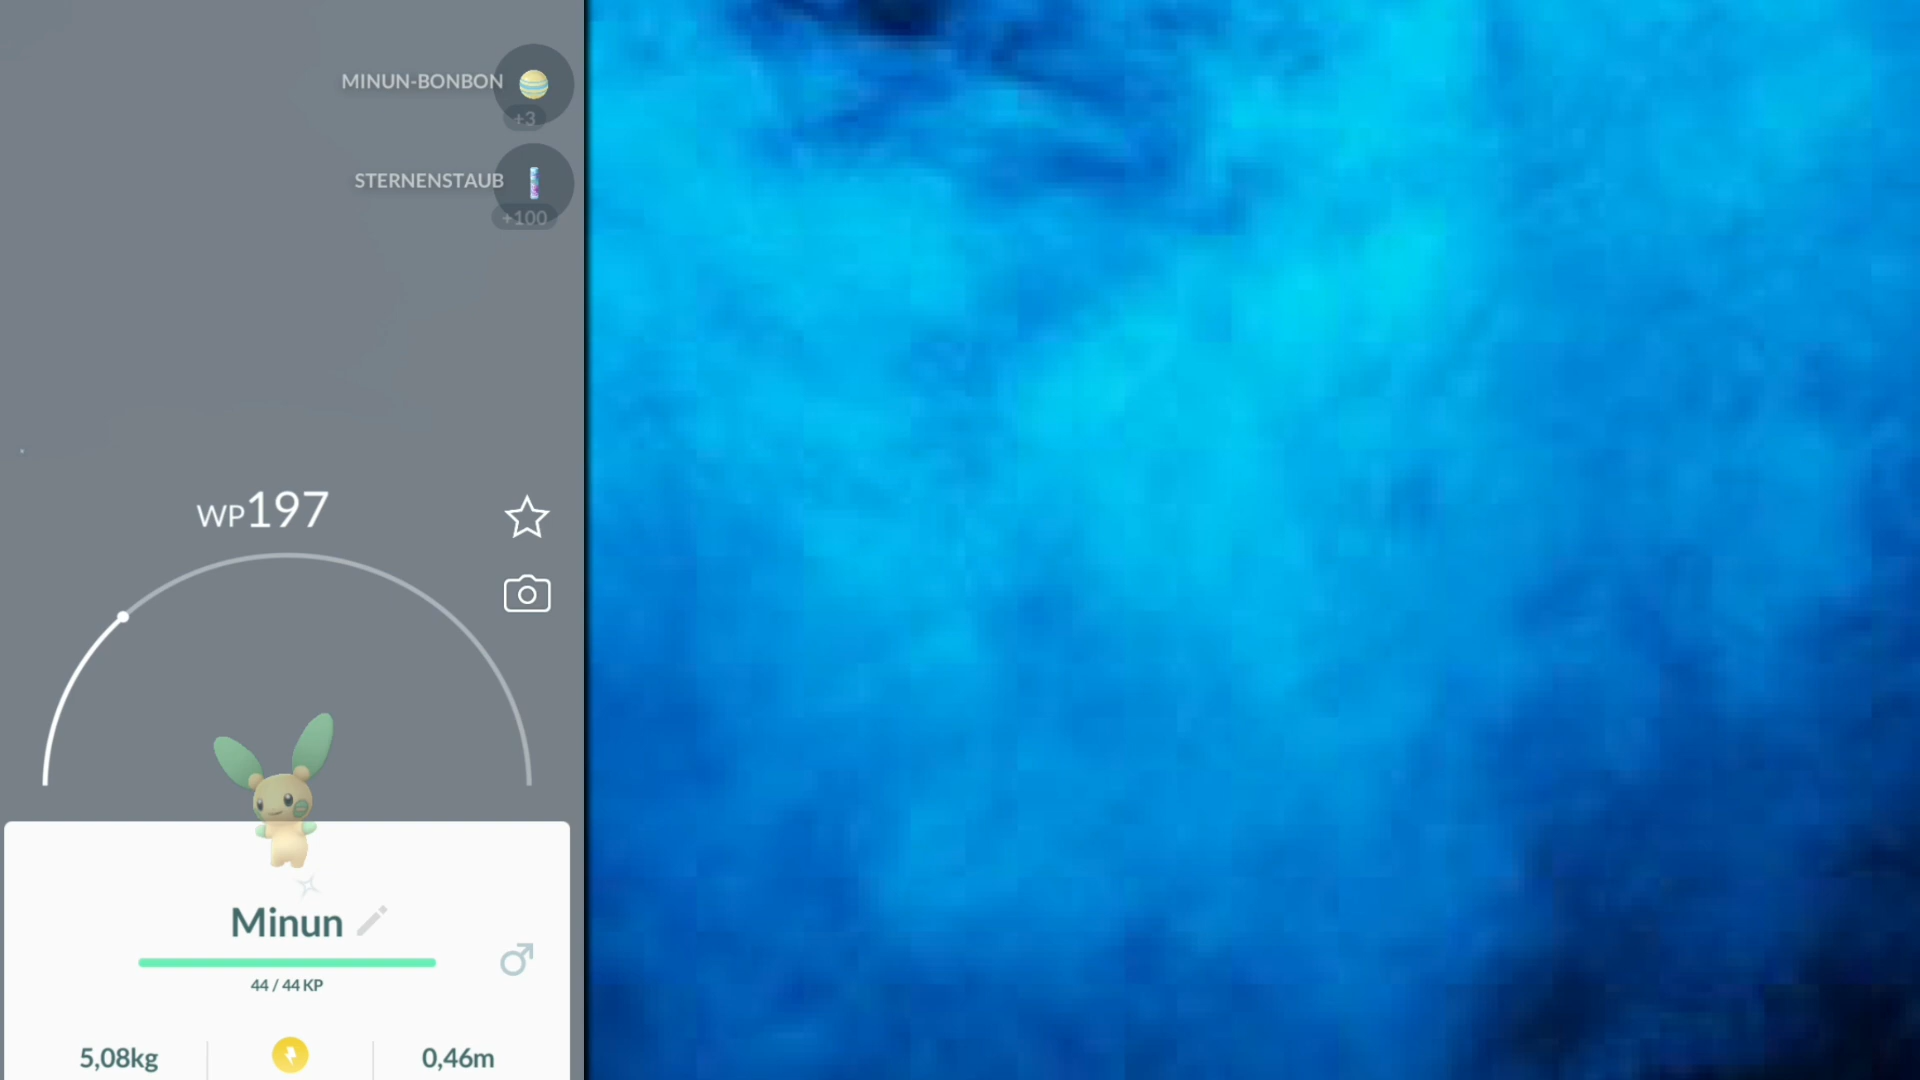 MINUN-BONBON
+3
STERNENSTAUB
+100
WP197
Minun
44 / 44 KP
5,08kg
0,46m